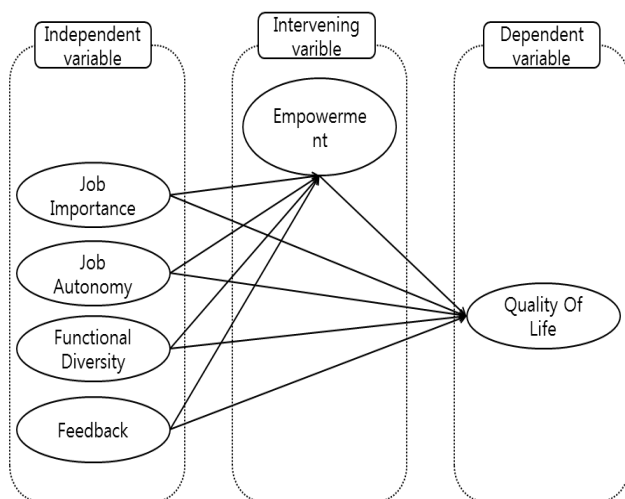 Independent
variable
Intervening
varible
Dependent
variable
Empowerme
nt
Job
Importance
Job
Autonomy
Functional
Diversity
Feedback
Quality Of
Life